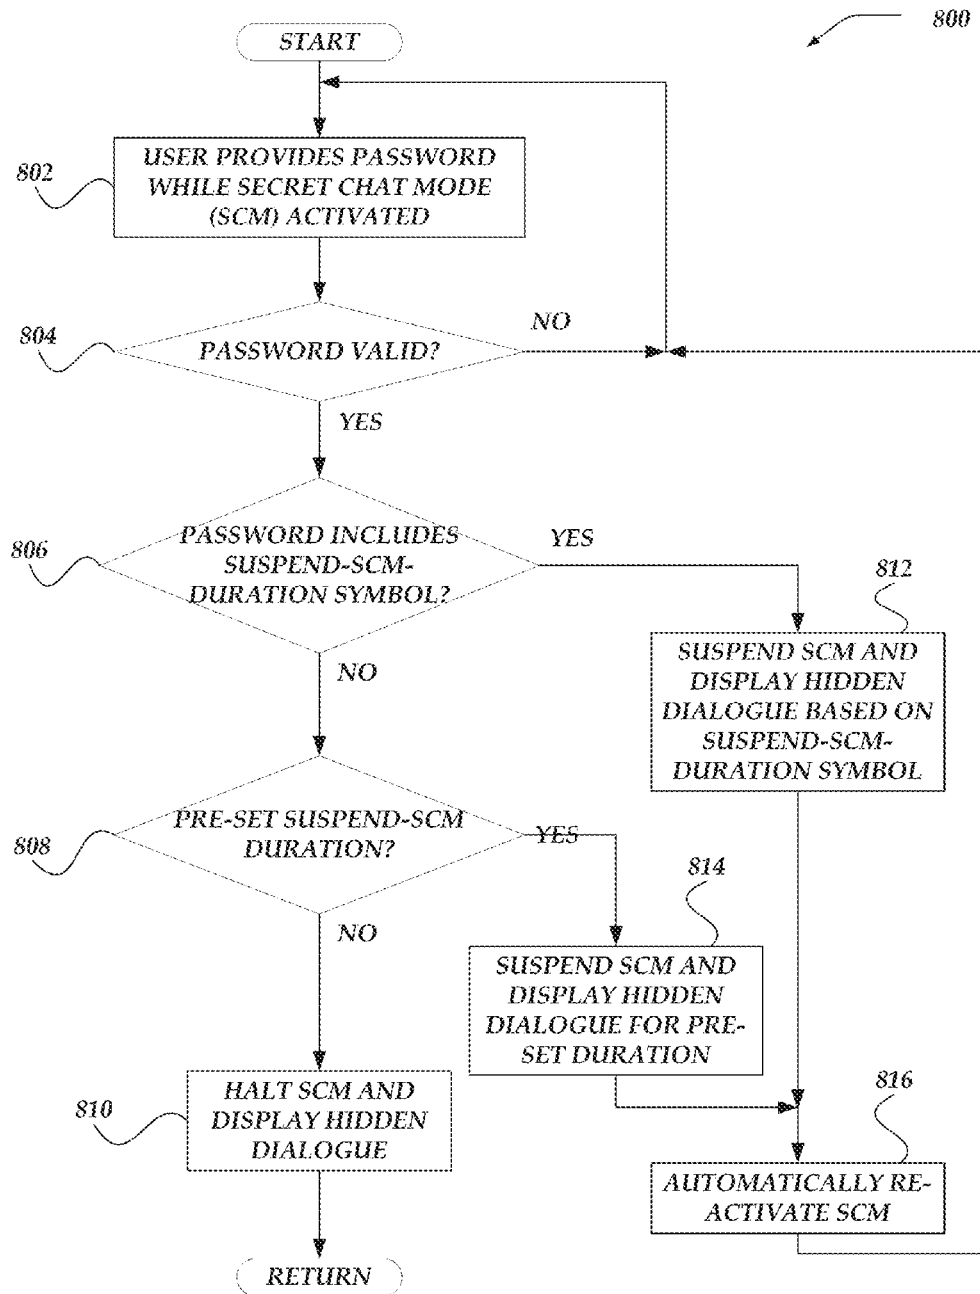 800
START
802
USER PROVIDES PASSWORD
WHILE SECRET CHAT MODE
(SCM) ACTIVATED
804
PASSWORD VALID?
NO
YES
806
PASSWORD INCLUDES
SUSPEND-SCM-
DURATION SYMBOL?
YES
NO
812
SUSPEND SCM AND
DISPLAY HIDDEN
DIALOGUE BASED ON
SUSPEND-SCM-
DURATION SYMBOL
808
PRE-SET SUSPEND-SCM
DURATION?
YES
NO
814
SUSPEND SCM AND
DISPLAY HIDDEN
DIALOGUE FOR PRE-
SET DURATION
810
HALT SCM AND
DISPLAY HIDDEN
DIALOGUE
816
AUTOMATICALLY RE-
ACTIVATE SCM
RETURN